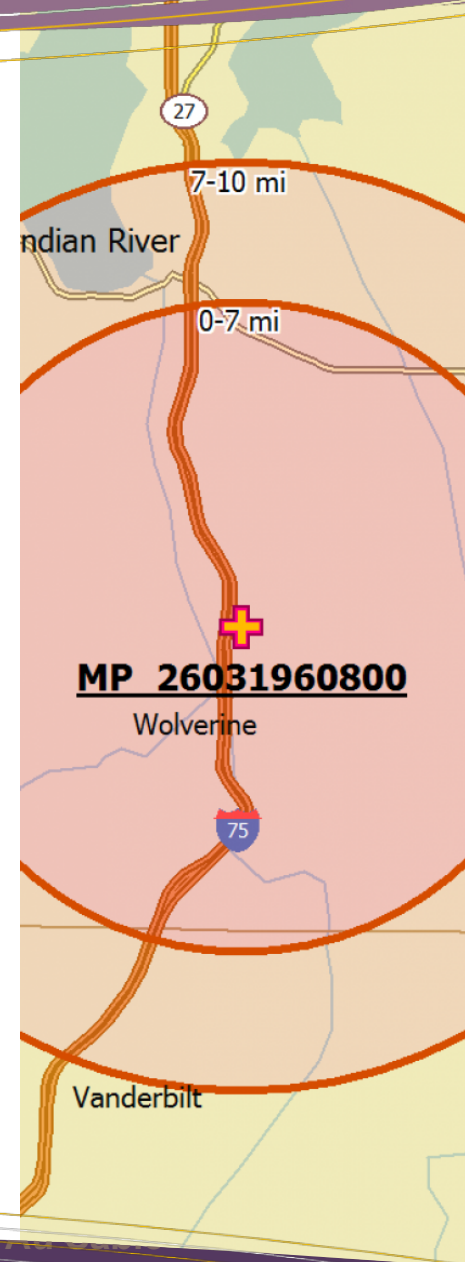 27
7-10 mi
ndian River
0-7 mi
MP 26031960800
Wolverine
75
Vanderbilt